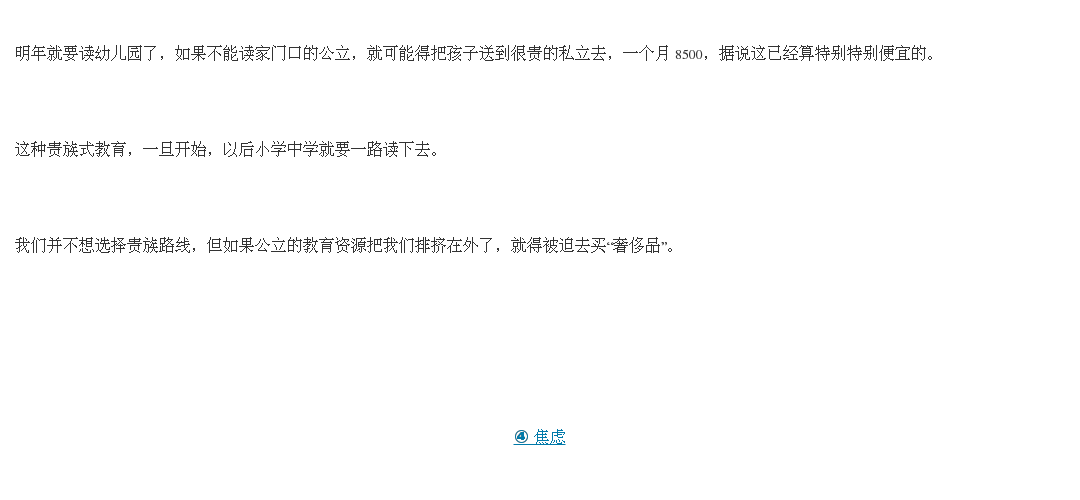 明年就要读幼儿园了，如果不能读家门口的公立，就可能得把孩子送到很贵的私立去，一个月 8500，据说这已经算特别特别便宜的。
这种贵族式教育，一旦开始，以后小学中学就要一路读下去。
我们并不想选择贵族路线，但如果公立的教育资源把我们排挤在外了，就得被迫去买“奢侈品”。
④ 焦虑